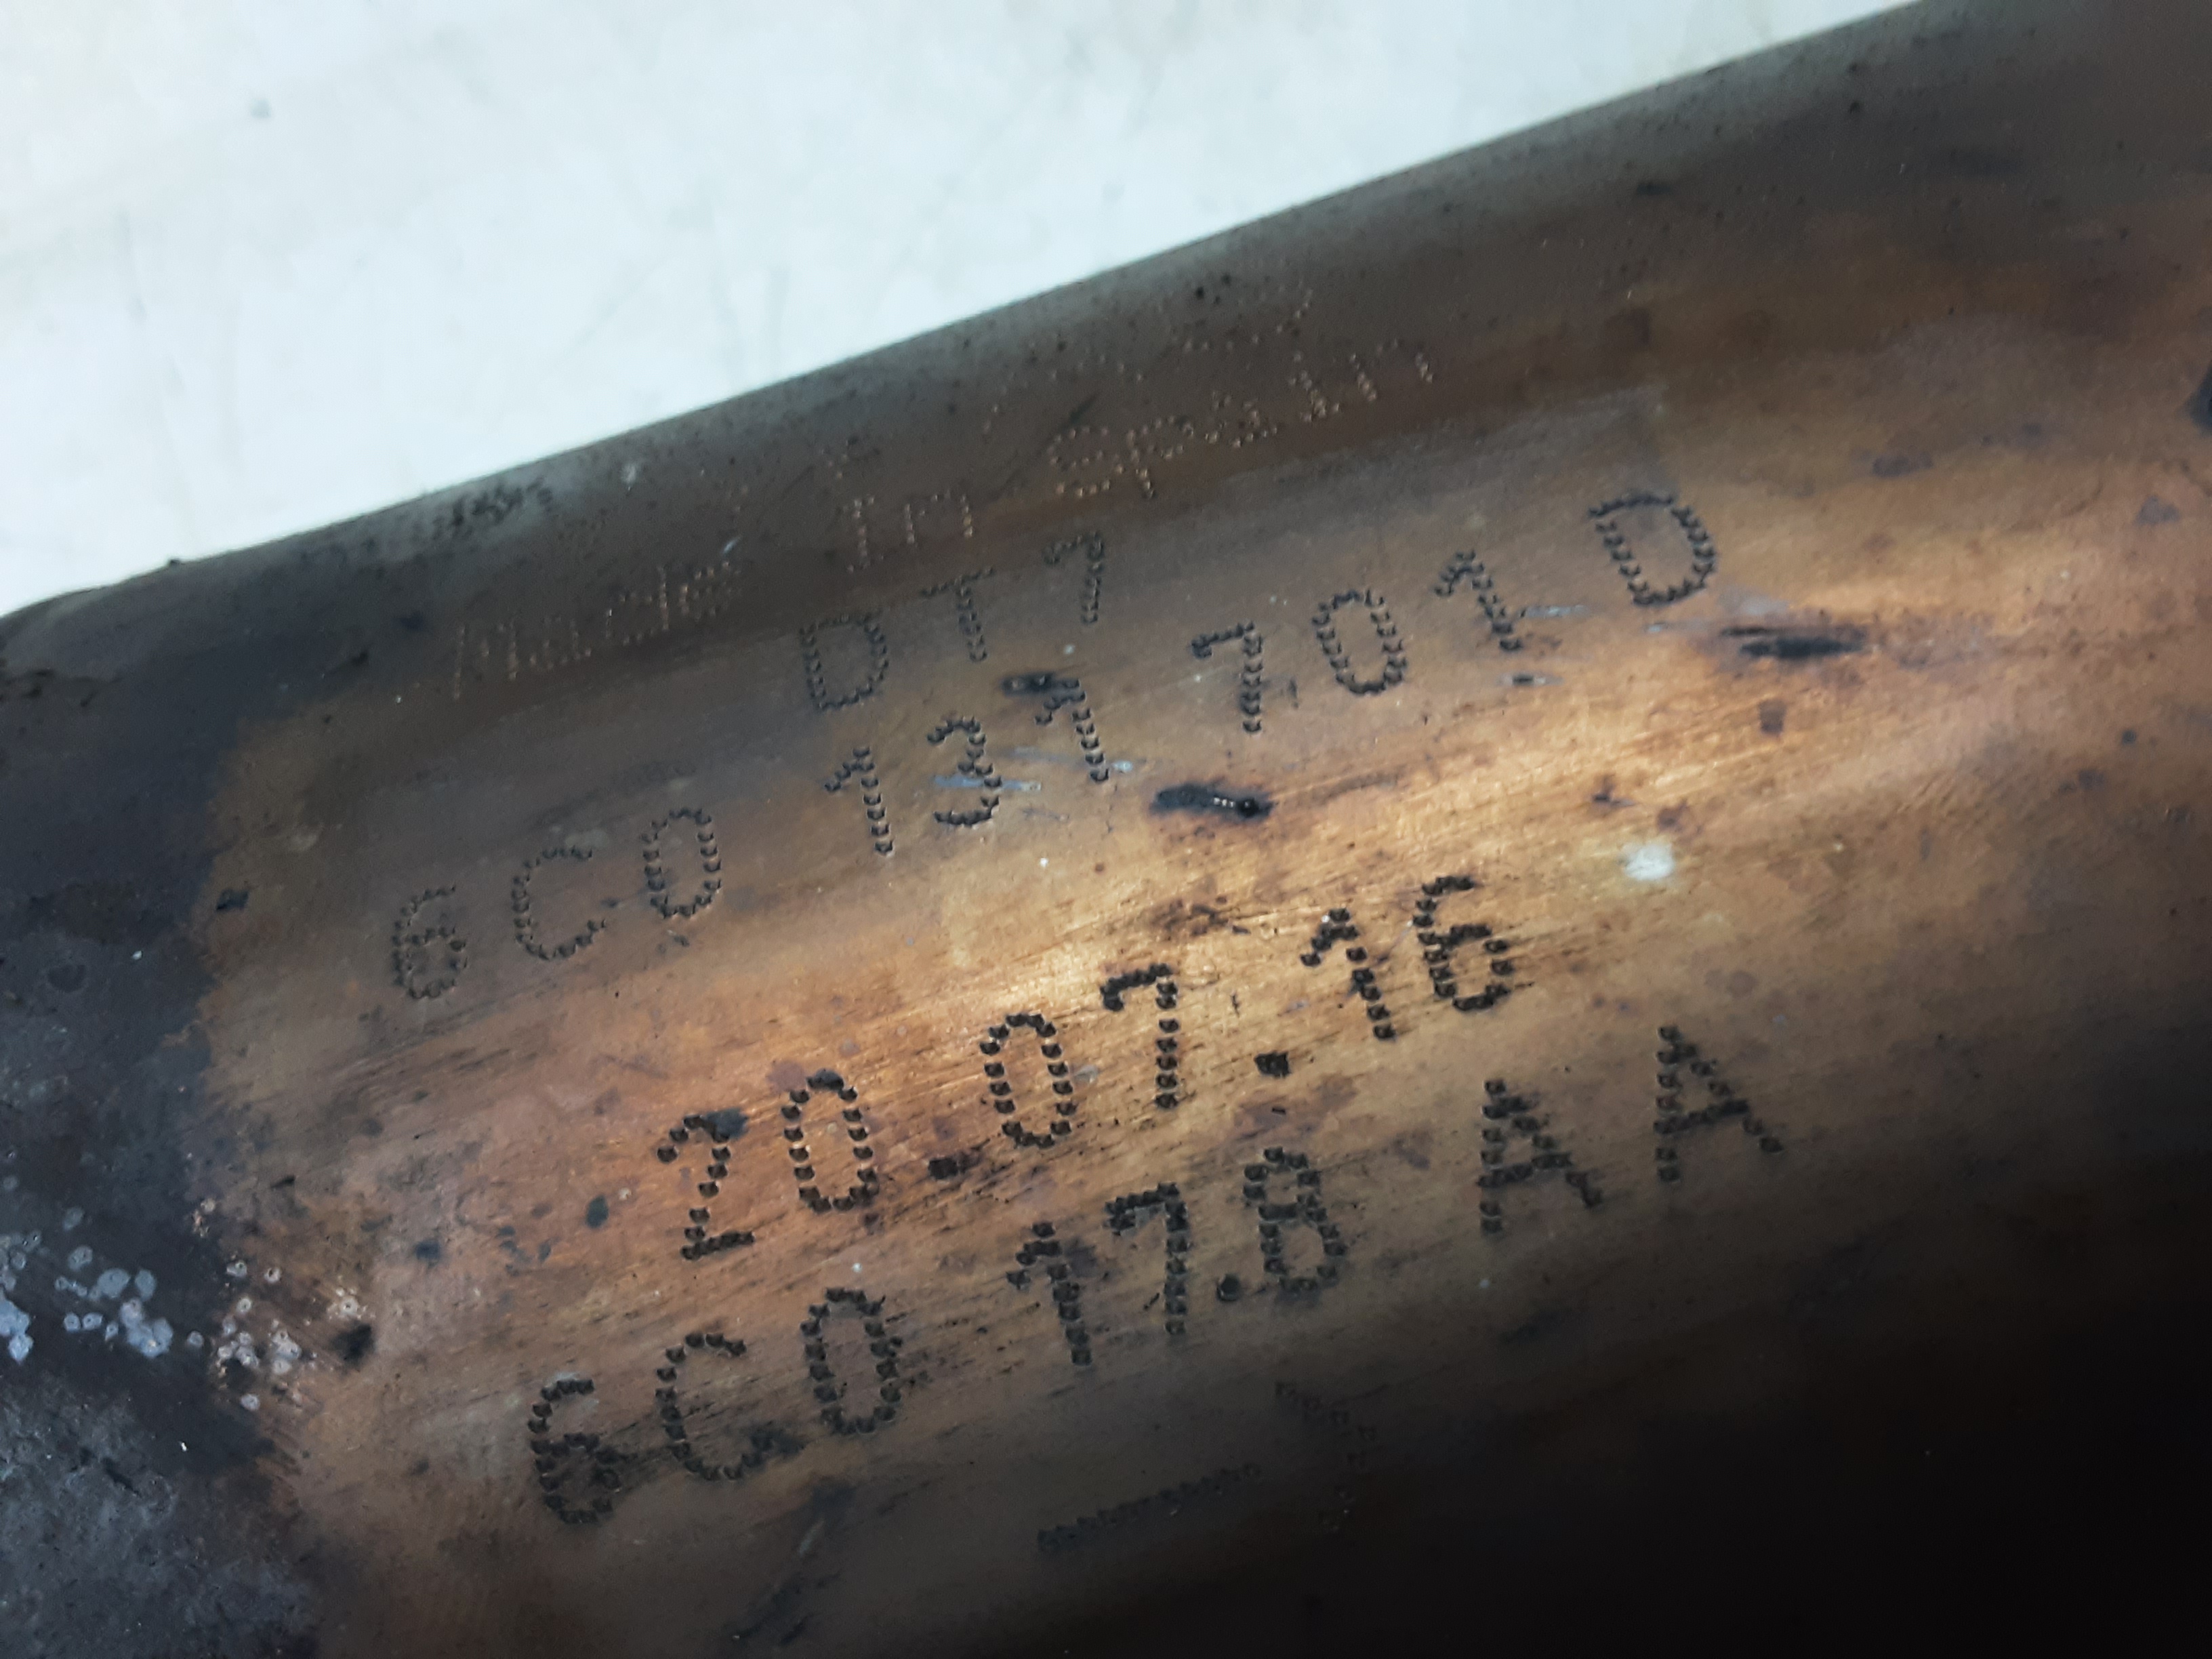 Made In Spain
DT7
6C0 131 701 D
20.07.16
6C0 178 AA